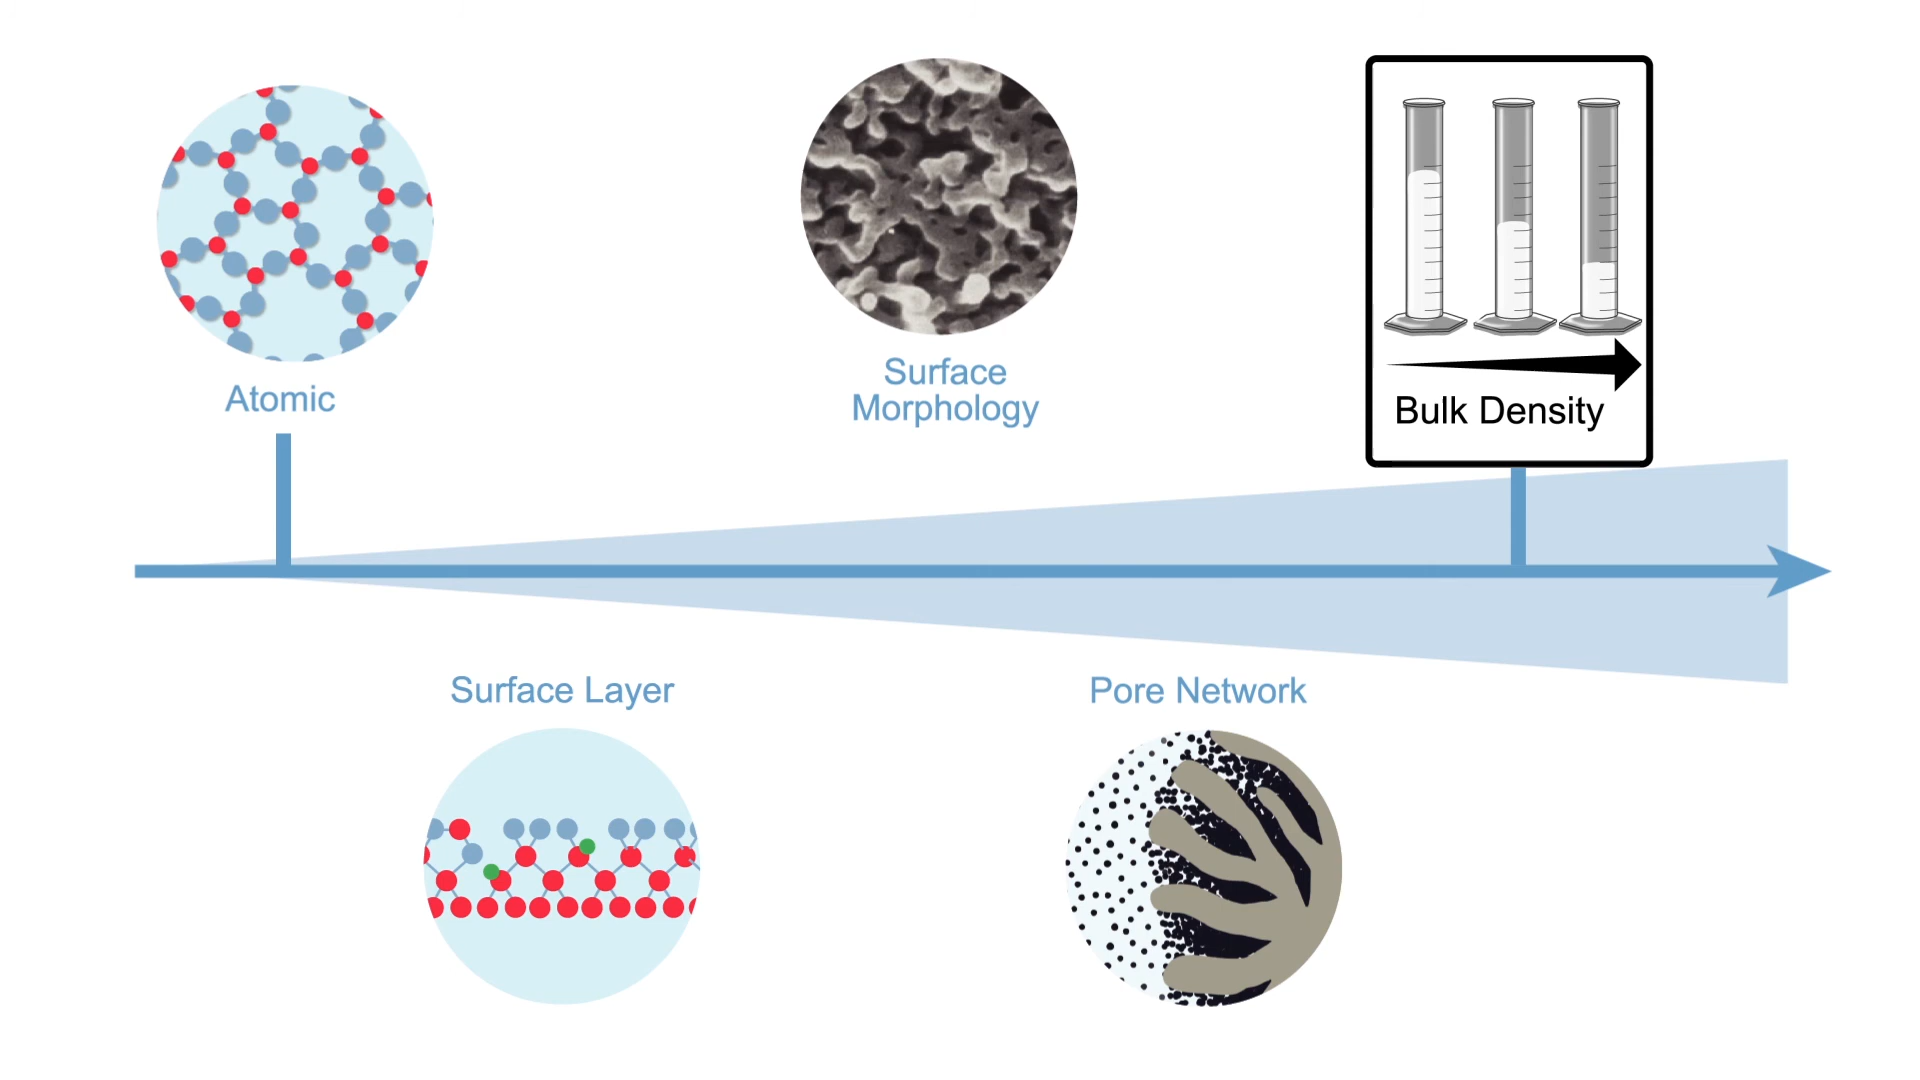 Atomic
Surface
Morphology
Bulk Density
Surface Layer
Pore Network